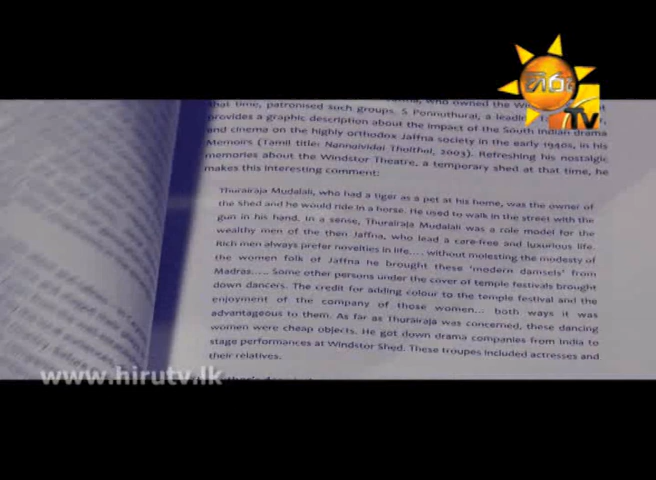 හිරු
TV
who owned the
that time, patronised such groups. S Ponnuthurai, a
provides a graphic description about the impact of the South Indian drama
and cinema on the highly orthodox Jaffna society in the early 1940s, in his
Memoirs (Tamil title: Nannaividai Thoithol, 2003). Refreshing his nostalgic
memories about the Windstor Theatre, a temporary shed at that time, he
makes this interesting comment:
Thurairaja Mudalali, who had a tiger as a pet at his home, was the owner of
the Shed and he would ride in a horse. He used to walk in the street with the
gun in his hand. In a sense, Thurairaja Mudalali was a role model for the
wealthy men of the then Jaffna, who lead a care-free and luxurious life.
Rich men always prefer novelties in life.... without molesting the modesty of
the women folk of Jaffna he brought these 'modern damsels' from
Madras..... Some other persons under the cover of temple festivals brought
down dancers. The credit for adding colour to the temple festival and the
enjoyment of the company of those women... both ways it was
advantageous to them. As far as Thurairaja was concerned, these dancing
women were cheap objects. He got down drama companies from India to
stage performances at Windstor Shed. These troupes included actresses and
their relatives.
www.hirutv.lk